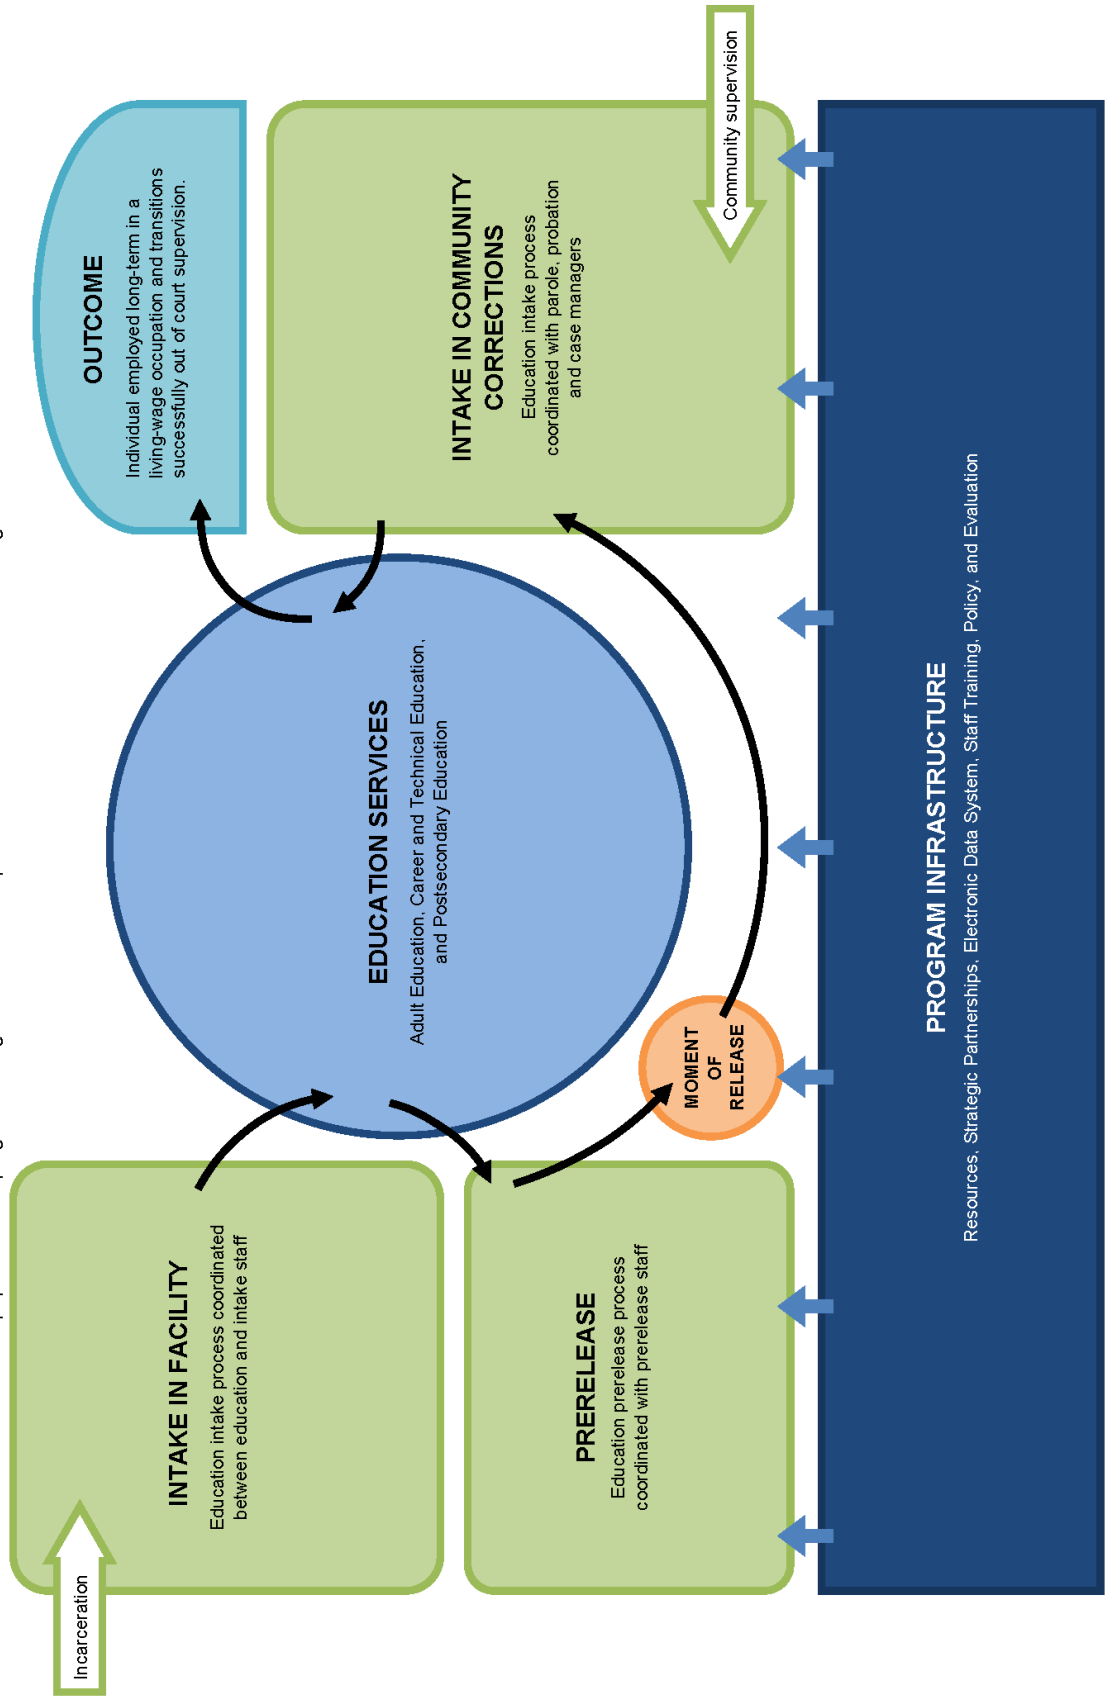 Incarceration
INTAKE IN FACILITY
Education intake process coordinated
between education and intake staff
PRERELEASE
Education prerelease process
coordinated with prerelease staff
EDUCATION SERVICES
Adult Education, Career and Technical Education,
and Postsecondary Education
MOMENT
OF
RELEASE
OUTCOME
Individual employed long-term in a
living-wage occupation and transitions
successfully out of court supervision.
INTAKE IN COMMUNITY
CORRECTIONS
Education intake process
coordinated with parole, probation
and case managers
Community supervision
PROGRAM INFRASTRUCTURE
Resources, Strategic Partnerships, Electronic Data System, Staff Training, Policy, and Evaluation